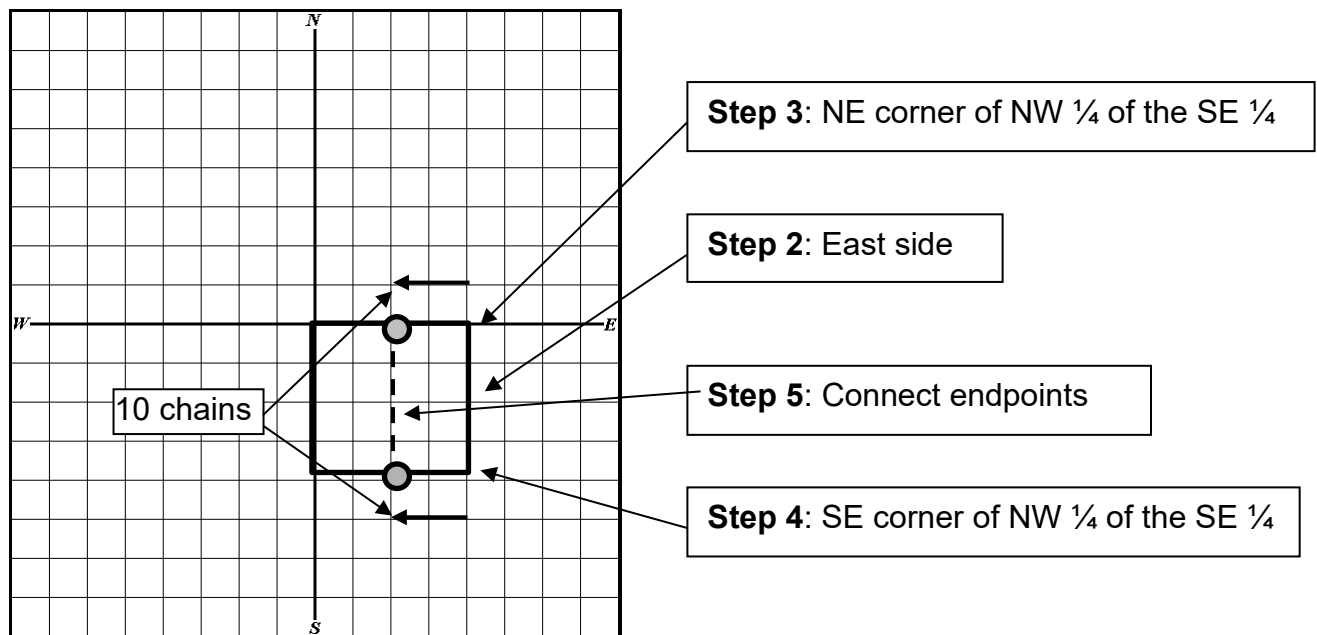 N
Step 3: NE corner of NW ¼ of the SE ¼
Step 2: East side
W
E
Step 5: Connect endpoints
10 chains
Step 4: SE corner of NW ¼ of the SE ¼
S